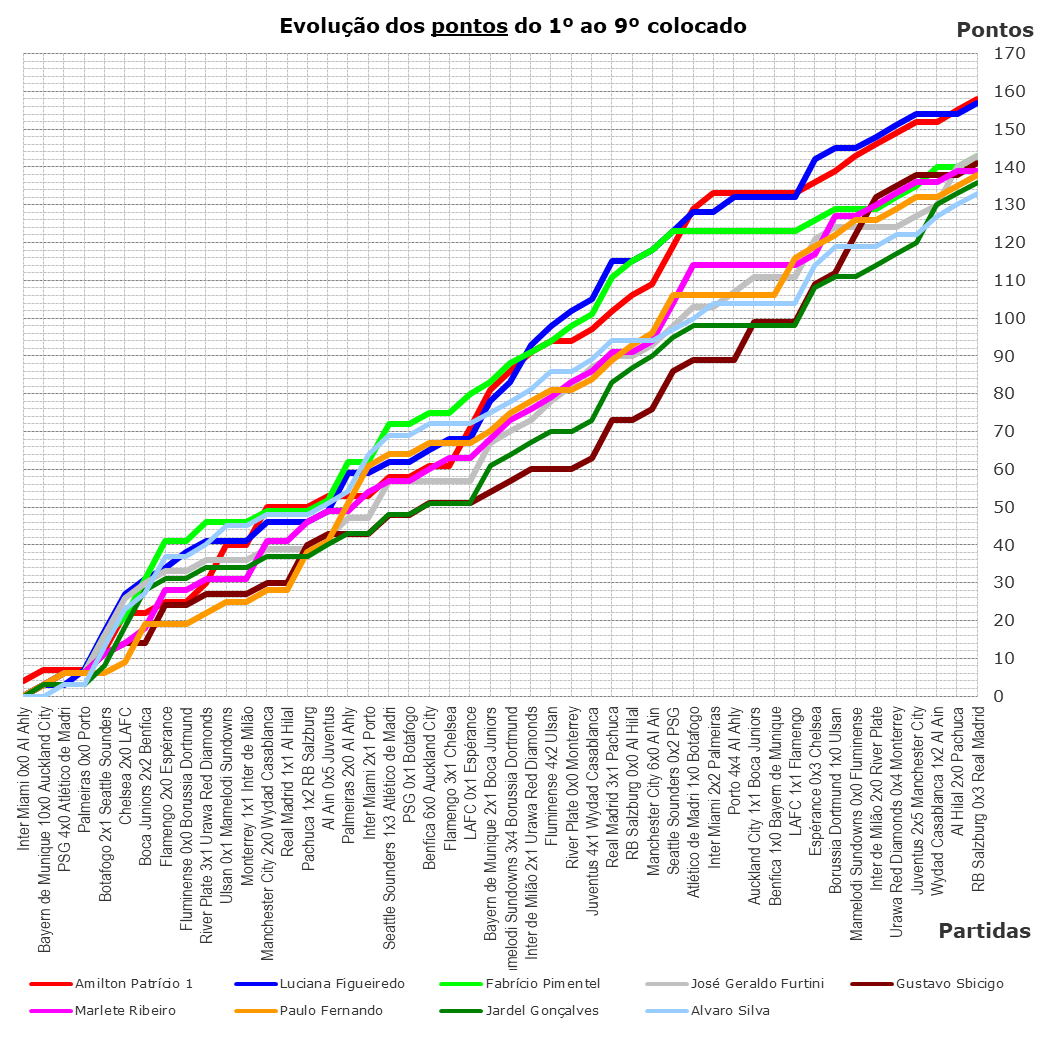 Evolução dos pontos do 1º ao 9º colocado
Pontos
170
160
150
140
130
120
110
100
90
80
70
60
50
40
30
20
10
0
Inter Miami 0x0 Al Ahly
Bayern de Munique 10x0 Auckland City
PSG 4x0 Atlético de Madri
Palmeiras 0x0 Porto
Botafogo 2x1 Seattle Sounders
Chelsea 2x0 LAFC
Boca Juniors 2x2 Benfica
Flamengo 2x0 Espérance
Fluminense 0x0 Borussia Dortmund
River Plate 3x1 Urawa Red Diamonds
Ulsan 0x1 Mamelodi Sundowns
Monterrey 1x1 Inter de Milão
Manchester City 2x0 Wydad Casablanca
Real Madrid 1x1 Al Hilal
Pachuca 1x2 RB Salzburg
Al Ain 0x5 Juventus
Palmeiras 2x0 Al Ahly
Inter Miami 2x1 Porto
Seattle Sounders 1x3 Atlético de Madri
PSG 0x1 Botafogo
Benfica 6x0 Auckland City
Flamengo 3x1 Chelsea
LAFC 0x1 Espérance
Bayern de Munique 2x1 Boca Juniors
melodi Sundowns 3x4 Borussia Dortmund
Inter de Milão 2x1 Urawa Red Diamonds
Fluminense 4x2 Ulsan
River Plate 0x0 Monterrey
Juventus 4x1 Wydad Casablanca
Real Madrid 3x1 Pachuca
RB Salzburg 0x0 Al Hilal
Manchester City 6x0 Al Ain
Seattle Sounders 0x2 PSG
Atlético de Madri 1x0 Botafogo
Inter Miami 2x2 Palmeiras
Porto 4x4 Al Ahly
Auckland City 1x1 Boca Juniors
Benfica 1x0 Bayern de Munique
LAFC 1x1 Flamengo
Espérance 0x3 Chelsea
Borussia Dortmund 1x0 Ulsan
Mamelodi Sundowns 0x0 Fluminense
Inter de Milão 2x0 River Plate
Urawa Red Diamonds 0x4 Monterrey
Juventus 2x5 Manchester City
Wydad Casablanca 1x2 Al Ain
Al Hilal 2x0 Pachuca
RB Salzburg 0x3 Real Madrid
Partidas
Amilton Patrício 1
Luciana Figueiredo
Fabrício Pimentel
José Geraldo Furtini
Gustavo Sbicigo
Marlete Ribeiro
Paulo Fernando
Jardel Gonçalves
Alvaro Silva